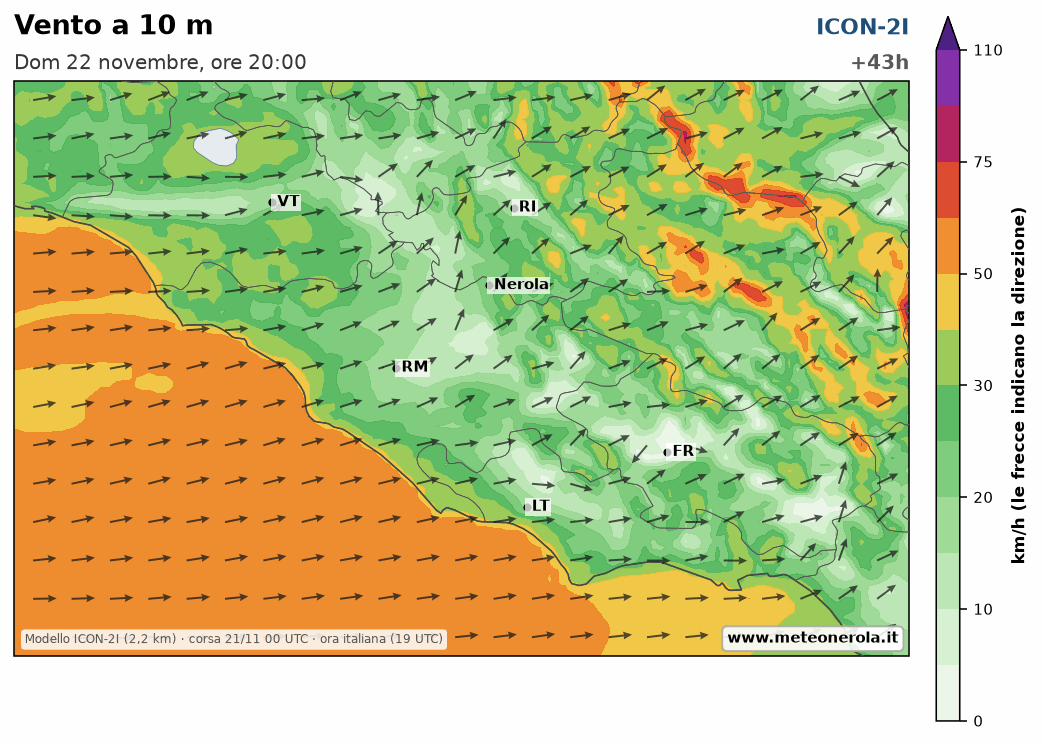 Vento a 10 m
ICON-2I
Dom 22 novembre, ore 20:00
+43h
VT
RI
Nerola
RM
FR
LT
Modello ICON-2I (2,2 km) · corsa 21/11 00 UTC · ora italiana (19 UTC)
www.meteonerola.it
110
75
50
30
20
10
0
km/h (le frecce indicano la direzione)